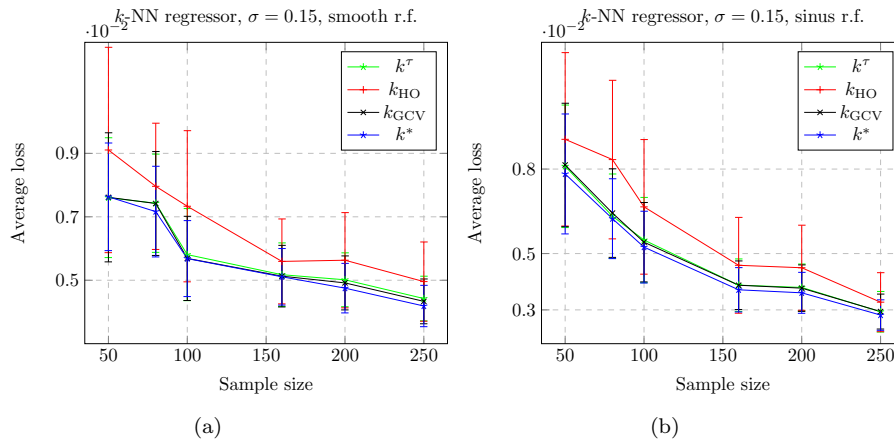 k-NN regressor, σ = 0.15, smooth r.f.
·10⁻²
k^τ
k_HO
k_GCV
k*
0.9
0.7
0.5
Average loss
50 100 150 200 250
Sample size
(a)
k-NN regressor, σ = 0.15, sinus r.f.
·10⁻²
k^τ
k_HO
k_GCV
k*
0.8
0.5
0.3
Average loss
50 100 150 200 250
Sample size
(b)